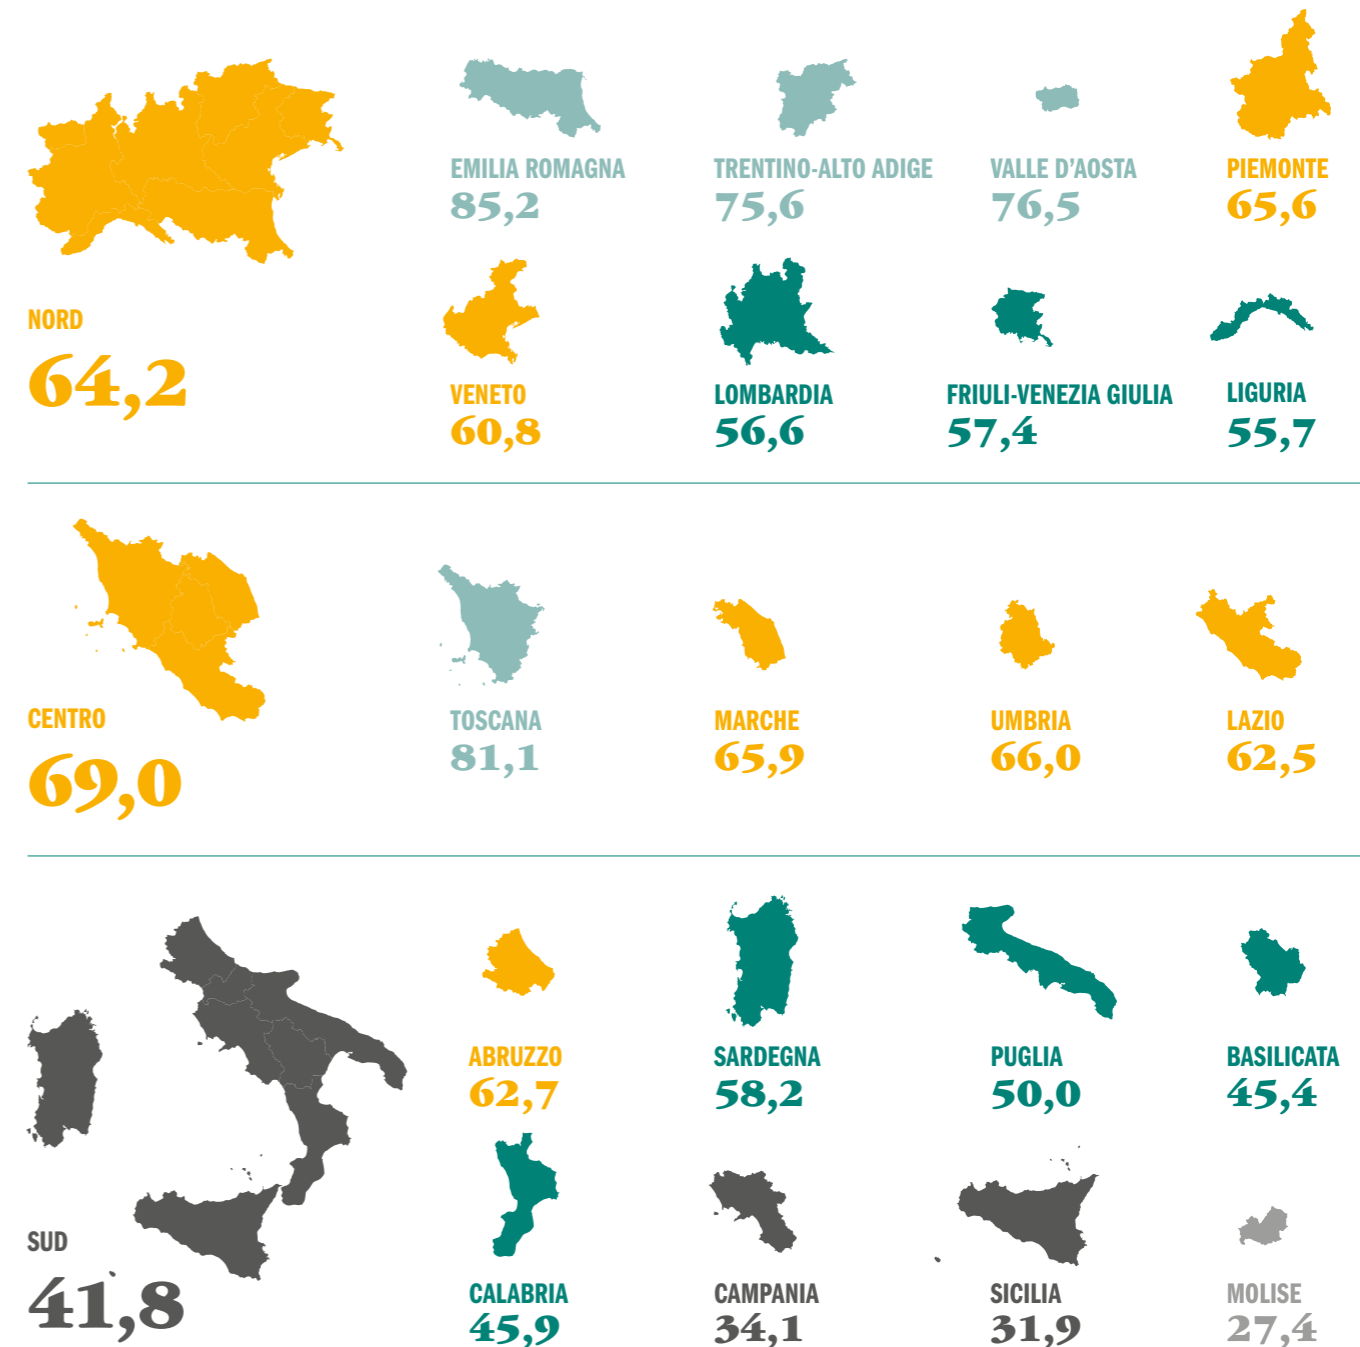 EMILIA ROMAGNA
85,2
TRENTINO-ALTO ADIGE
75,6
VALLE D'AOSTA
76,5
PIEMONTE
65,6
NORD
64,2
VENETO
60,8
LOMBARDIA
56,6
FRIULI-VENEZIA GIULIA
57,4
LIGURIA
55,7
CENTRO
69,0
TOSCANA
81,1
MARCHE
65,9
UMBRIA
66,0
LAZIO
62,5
ABRUZZO
62,7
SARDEGNA
58,2
PUGLIA
50,0
BASILICATA
45,4
SUD
41,8
CALABRIA
45,9
CAMPANIA
34,1
SICILIA
31,9
MOLISE
27,4